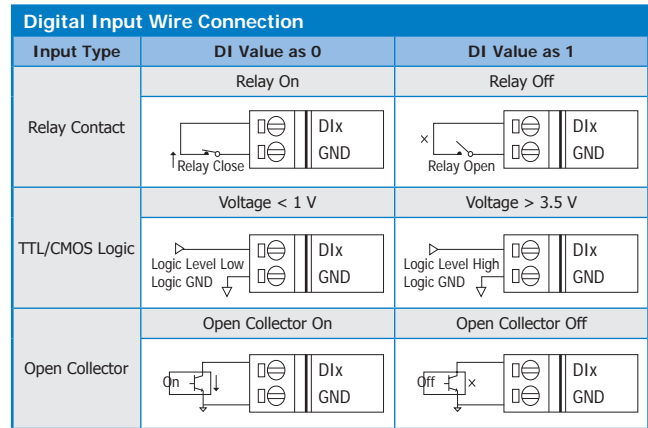 Digital Input Wire Connection
Input Type DI Value as 0 DI Value as 1
Relay Contact
Relay On Relay Off
DIx
GND
Relay Close
DIx
GND
Relay Open
TTL/CMOS Logic
Voltage < 1 V Voltage > 3.5 V
DIx
GND
Logic Level Low
Logic GND
DIx
GND
Logic Level High
Logic GND
Open Collector
Open Collector On Open Collector Off
On
DIx
GND
Off
DIx
GND